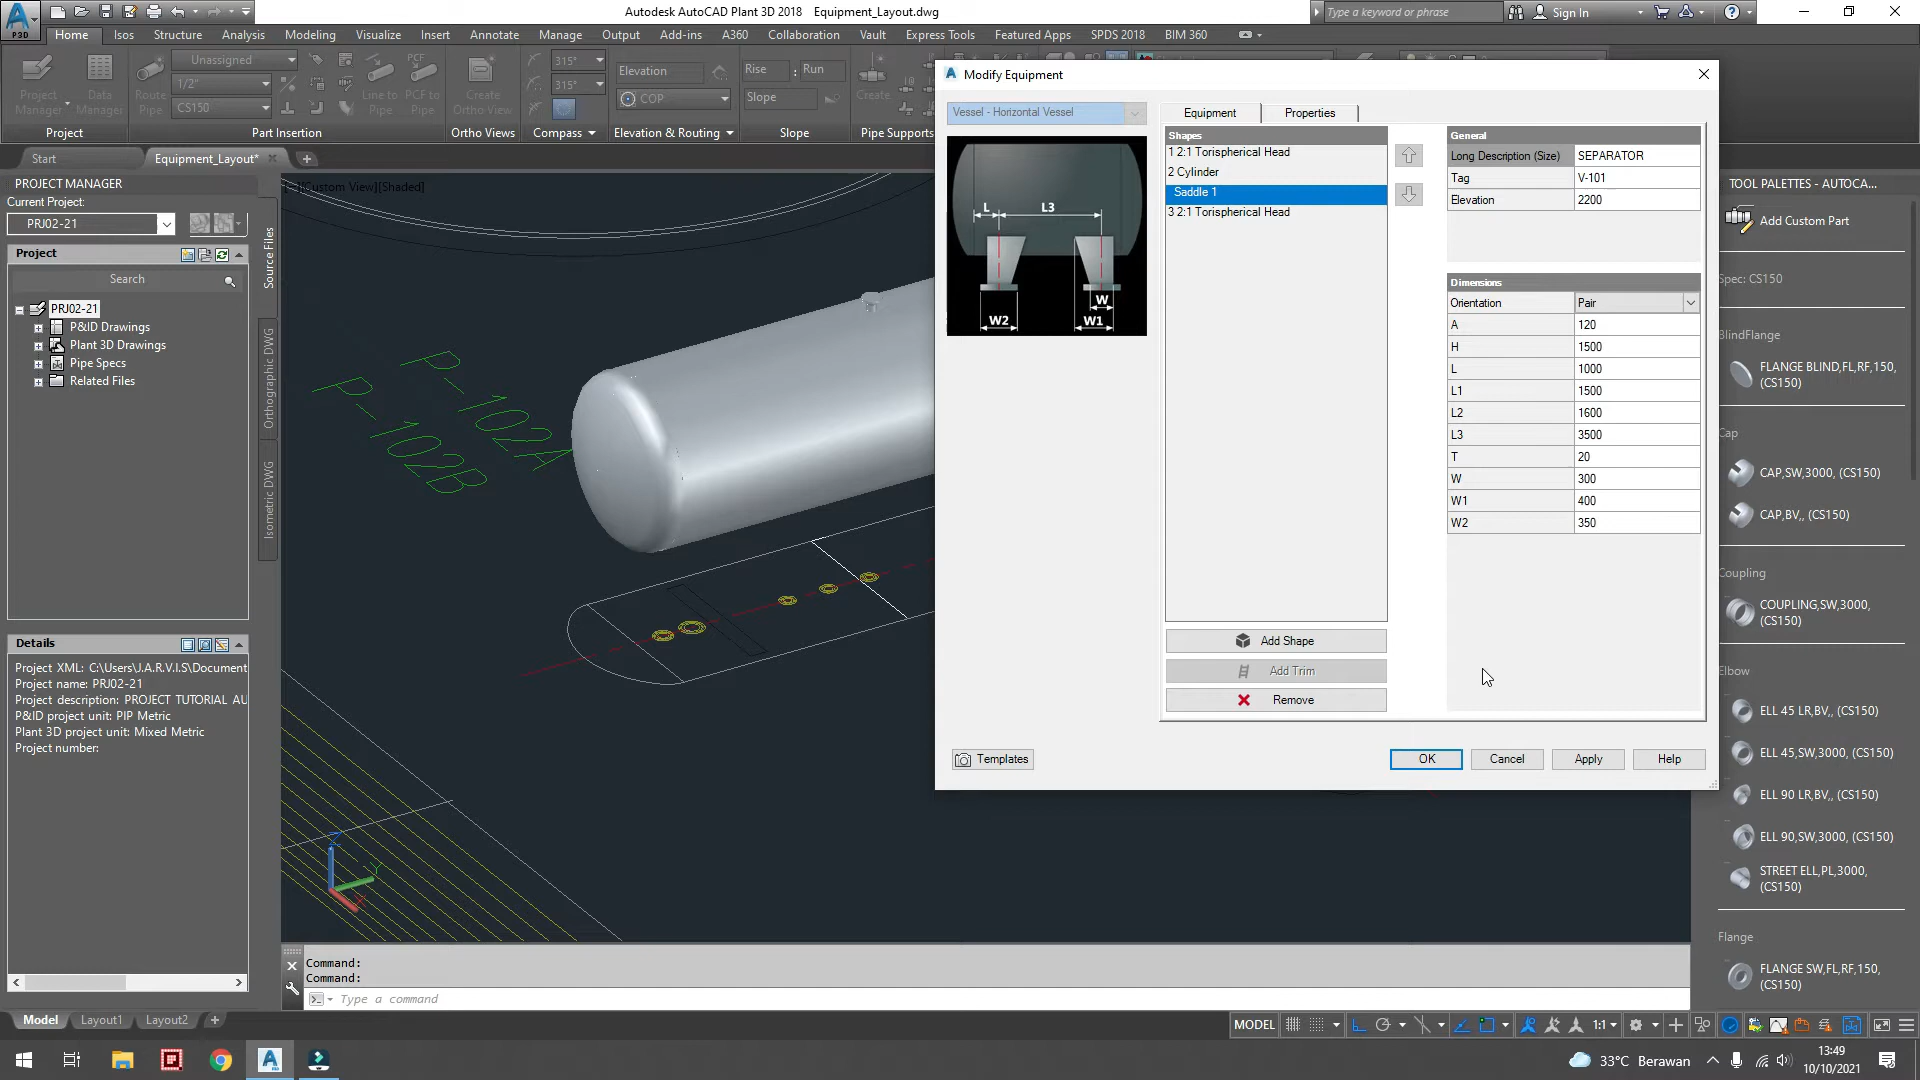 Autodesk AutoCAD Plant 3D 2018   Equipment_Layout.dwg
Type a keyword or phrase
Sign In
P3D
Home
Isos
Structure
Analysis
Modeling
Visualize
Insert
Annotate
Manage
Output
Add-ins
A360
Collaboration
Vault
Express Tools
Featured Apps
SPDS 2018
BIM 360
Project Manager
Data Manager
Route Pipe
Unassigned
1/2"
CS150
Line to Pipe
PCF to Pipe
Create Ortho View
315°
315°
Elevation
COP
Rise : Run
Slope
Create
Project
Part Insertion
Ortho Views
Compass
Elevation & Routing
Slope
Pipe Supports
Start
Equipment_Layout*
PROJECT MANAGER
Current Project:
PRJ02-21
Project
Search
PRJ02-21
P&ID Drawings
Plant 3D Drawings
Pipe Specs
Related Files
Source Files
Orthographic DWG
Isometric DWG
Details
Project XML: C:\Users\J.A.R.V.I.S\Document
Project name: PRJ02-21
Project description: PROJECT TUTORIAL AU
P&ID project unit: PIP Metric
Plant 3D project unit: Mixed Metric
Project number:
[Custom View][Shaded]
P-102A
P-102B
Z
Y
X
Modify Equipment
Vessel - Horizontal Vessel
Equipment
Properties
L
L3
W
W2
W1
Shapes
1 2:1 Torispherical Head
2 Cylinder
Saddle 1
3 2:1 Torispherical Head
Add Shape
Add Trim
Remove
General
Long Description (Size) SEPARATOR
Tag V-101
Elevation 2200
Dimensions
Orientation Pair
A 120
H 1500
L 1000
L1 1500
L2 1600
L3 3500
T 20
W 300
W1 400
W2 350
Templates
OK
Cancel
Apply
Help
TOOL PALETTES - AUTOCA...
Add Custom Part
Spec: CS150
BlindFlange
FLANGE BLIND,FL,RF,150,
(CS150)
Cap
CAP,SW,3000, (CS150)
CAP,BV,, (CS150)
Coupling
COUPLING,SW,3000,
(CS150)
Elbow
ELL 45 LR,BV,, (CS150)
ELL 45,SW,3000, (CS150)
ELL 90 LR,BV,, (CS150)
ELL 90,SW,3000, (CS150)
STREET ELL,PL,3000,
(CS150)
Flange
FLANGE SW,FL,RF,150,
(CS150)
Command:
Command:
Type a command
Model
Layout1
Layout2
MODEL
1:1
33°C Berawan
13:49
10/10/2021